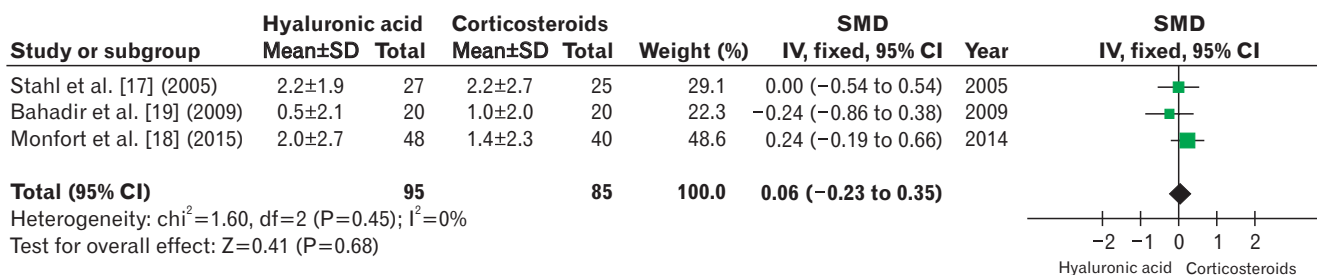 Hyaluronic acid Corticosteroids SMD SMD
Study or subgroup Mean±SD Total Mean±SD Total Weight (%) IV, fixed, 95% CI Year IV, fixed, 95% CI
Stahl et al. [17] (2005) 2.2±1.9 27 2.2±2.7 25 29.1 0.00 (−0.54 to 0.54) 2005
Bahadir et al. [19] (2009) 0.5±2.1 20 1.0±2.0 20 22.3 −0.24 (−0.86 to 0.38) 2009
Monfort et al. [18] (2015) 2.0±2.7 48 1.4±2.3 40 48.6 0.24 (−0.19 to 0.66) 2014
Total (95% CI) 95 85 100.0 0.06 (−0.23 to 0.35)
Heterogeneity: chi²=1.60, df=2 (P=0.45); I²=0%
Test for overall effect: Z=0.41 (P=0.68)
−2 −1 0 1 2
Hyaluronic acid Corticosteroids